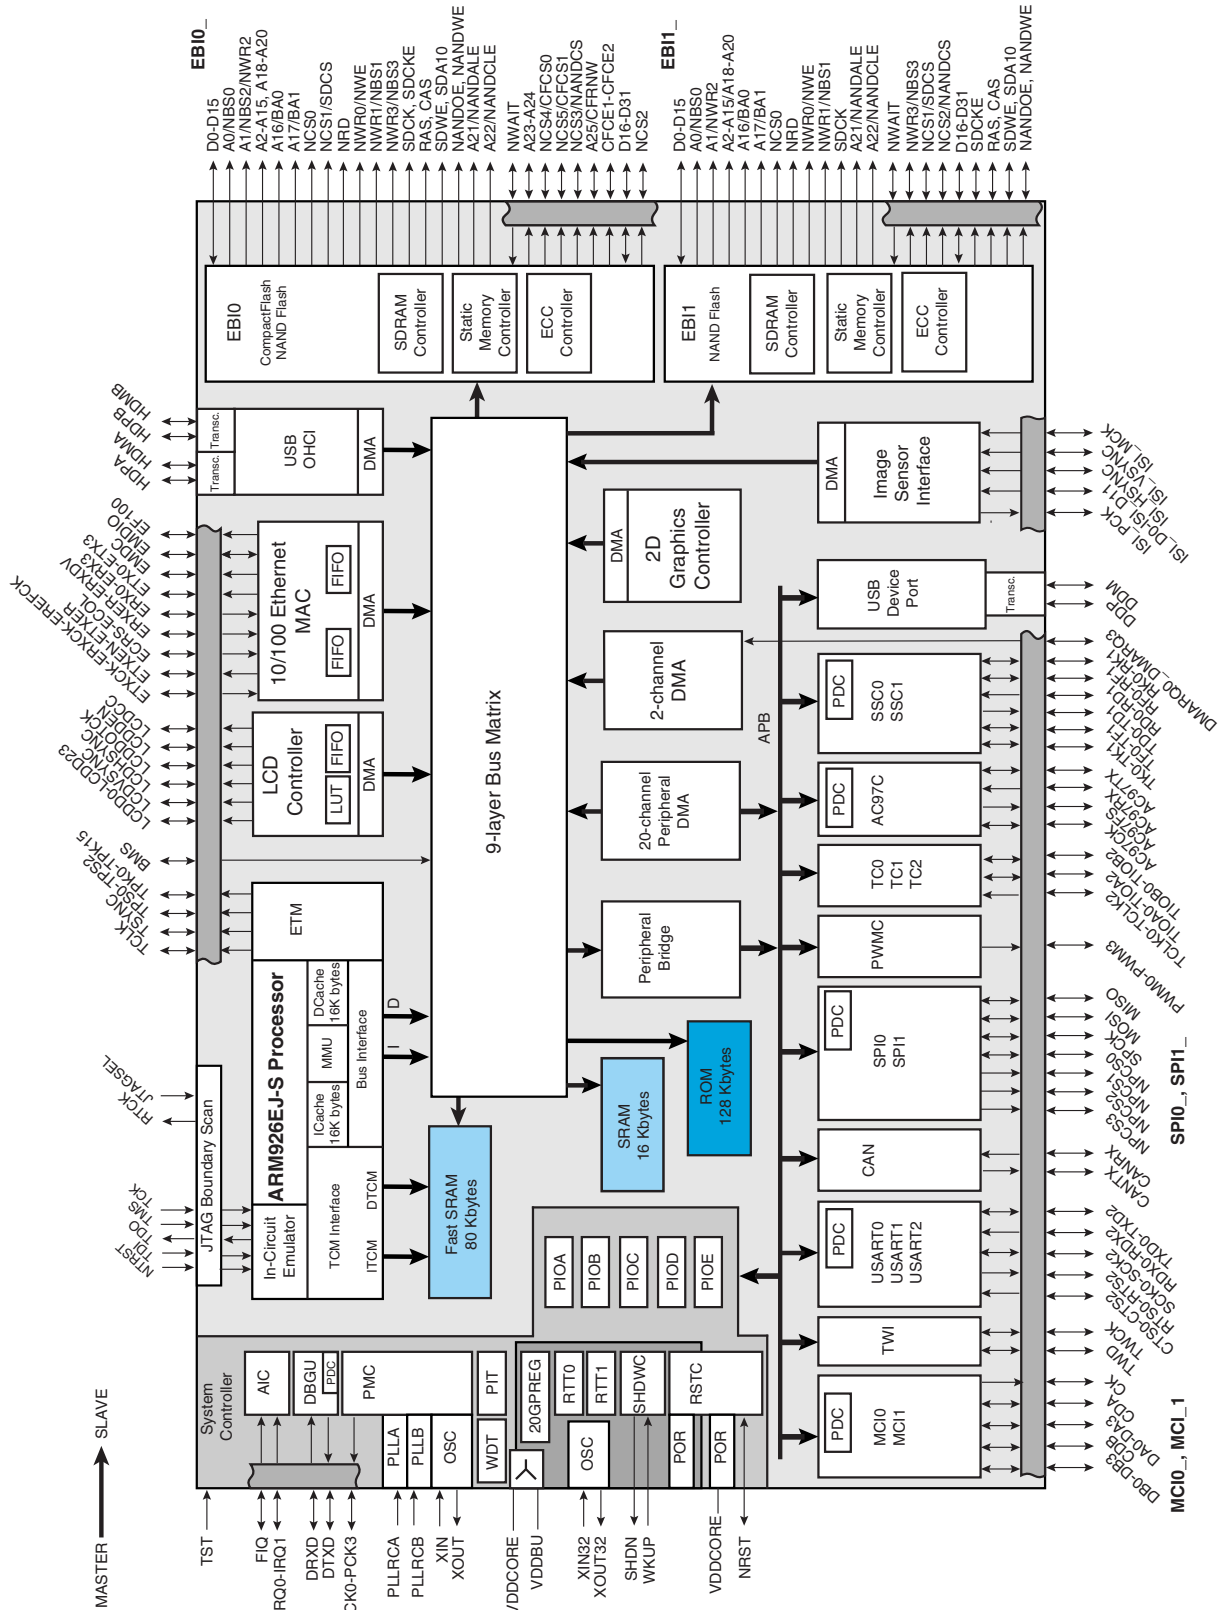 MASTER
SLAVE
EBI0_
D0-D15
A0/NBS0
A1/NBS2/NWR2
A2-A15, A18-A20
A16/BA0
A17/BA1
NCS0
NCS1/SDCS
NRD
NWR0/NWE
NWR1/NBS1
NWR3/NBS3
SDCK, SDCKE
RAS, CAS
SDWE, SDA10
NANDOE, NANDWE
A21/NANDALE
A22/NANDCLE
NWAIT
A23-A24
NCS4/CFCS0
NCS5/CFCS1
NCS3/NANDCS
A25/CFRNW
CFCE1-CFCE2
D16-D31
NCS2
EBI1_
D0-D15
A0/NBS0
A1/NWR2
A2-A15/A18-A20
A16/BA0
A17/BA1
NCS0
NRD
NWR0/NWE
NWR1/NBS1
SDCK
A21/NANDALE
A22/NANDCLE
NWAIT
NWR3/NBS3
NCS1/SDCS
NCS2/NANDCS
D16-D31
SDCKE
RAS, CAS
SDWE, SDA10
NANDOE, NANDWE
EBI0
CompactFlash
NAND Flash
SDRAM
Controller
Static
Memory
Controller
ECC
Controller
EBI1
NAND Flash
SDRAM
Controller
Static
Memory
Controller
ECC
Controller
HDPA
HDMA
HDPB
HDMB
Transc.
Transc.
USB
OHCI
DMA
ETXCK-ERXCK-EREFCK
ETXEN-ETXER
ECRS-ECOL
ERXER-ERXDV
ERX0-ERX3
ETX0-ETX3
EMDC
EMDIO
EF100
10/100 Ethernet
MAC
FIFO
FIFO
DMA
LCDD0-LCDD23
LCDVSYNC
LCDHSYNC
LCDDOTCK
LCDDEN
LCDCC
LCD
Controller
LUT
FIFO
DMA
TCLK
TSYNC
TPS0-TPS2
TPK0-TPK15
BMS
ETM
RTCK
JTAGSEL
NTRST
TDI
TDO
TMS
TCK
JTAG Boundary Scan
ARM926EJ-S Processor
In-Circuit
Emulator
ICache
16K bytes
MMU
DCache
16K bytes
TCM Interface
Bus Interface
ITCM
DTCM
I
D
9-layer Bus Matrix
Fast SRAM
80 Kbytes
SRAM
16 Kbytes
ROM
128 Kbytes
Peripheral
Bridge
20-channel
Peripheral
DMA
2-channel
DMA
DMA
2D
Graphics
Controller
DMA
Image
Sensor
Interface
ISI_PCK
ISI_D0-ISI_D11
ISI_HSYNC
ISI_VSYNC
ISI_MCK
APB
USB
Device
Port
Transc.
DDP
DDM
DMARQ0_DMARQ3
PDC
SSC0
SSC1
TK0-TK1
TF0-TF1
TD0-TD1
RD0-RD1
RF0-RF1
RK0-RK1
PDC
AC97C
AC97CK
AC97FS
AC97RX
AC97TX
TC0
TC1
TC2
TCLK0-TCLK2
TIOA0-TIOA2
TIOB0-TIOB2
PWMC
PWM0-PWM3
PDC
SPI0
SPI1
NPCS3
NPCS2
NPCS1
NPCS0
SPCK
MOSI
MISO
SPI0_, SPI1_
CAN
CANTX
CANRX
PDC
USART0
USART1
USART2
CTS0-CTS2
RTS0-RTS2
SCK0-SCK2
RDX0-RDX2
TXD0-TXD2
TWI
TWD
TWCK
PDC
MCI0
MCI1
DB0-DB3
CDB
DA0-DA3
CDA
CK
MCI0_, MCI_1
PIOA
PIOB
PIOC
PIOD
PIOE
System
Controller
AIC
DBGU
PDC
PMC
PLLA
PLLB
OSC
PIT
WDT
20GPREG
RTT0
RTT1
SHDWC
RSTC
OSC
POR
POR
TST
FIQ
RQ0-IRQ1
DRXD
DTXD
CK0-PCK3
PLLRCA
PLLRCB
XIN
XOUT
VDDCORE
VDDBU
XIN32
XOUT32
SHDN
WKUP
VDDCORE
NRST